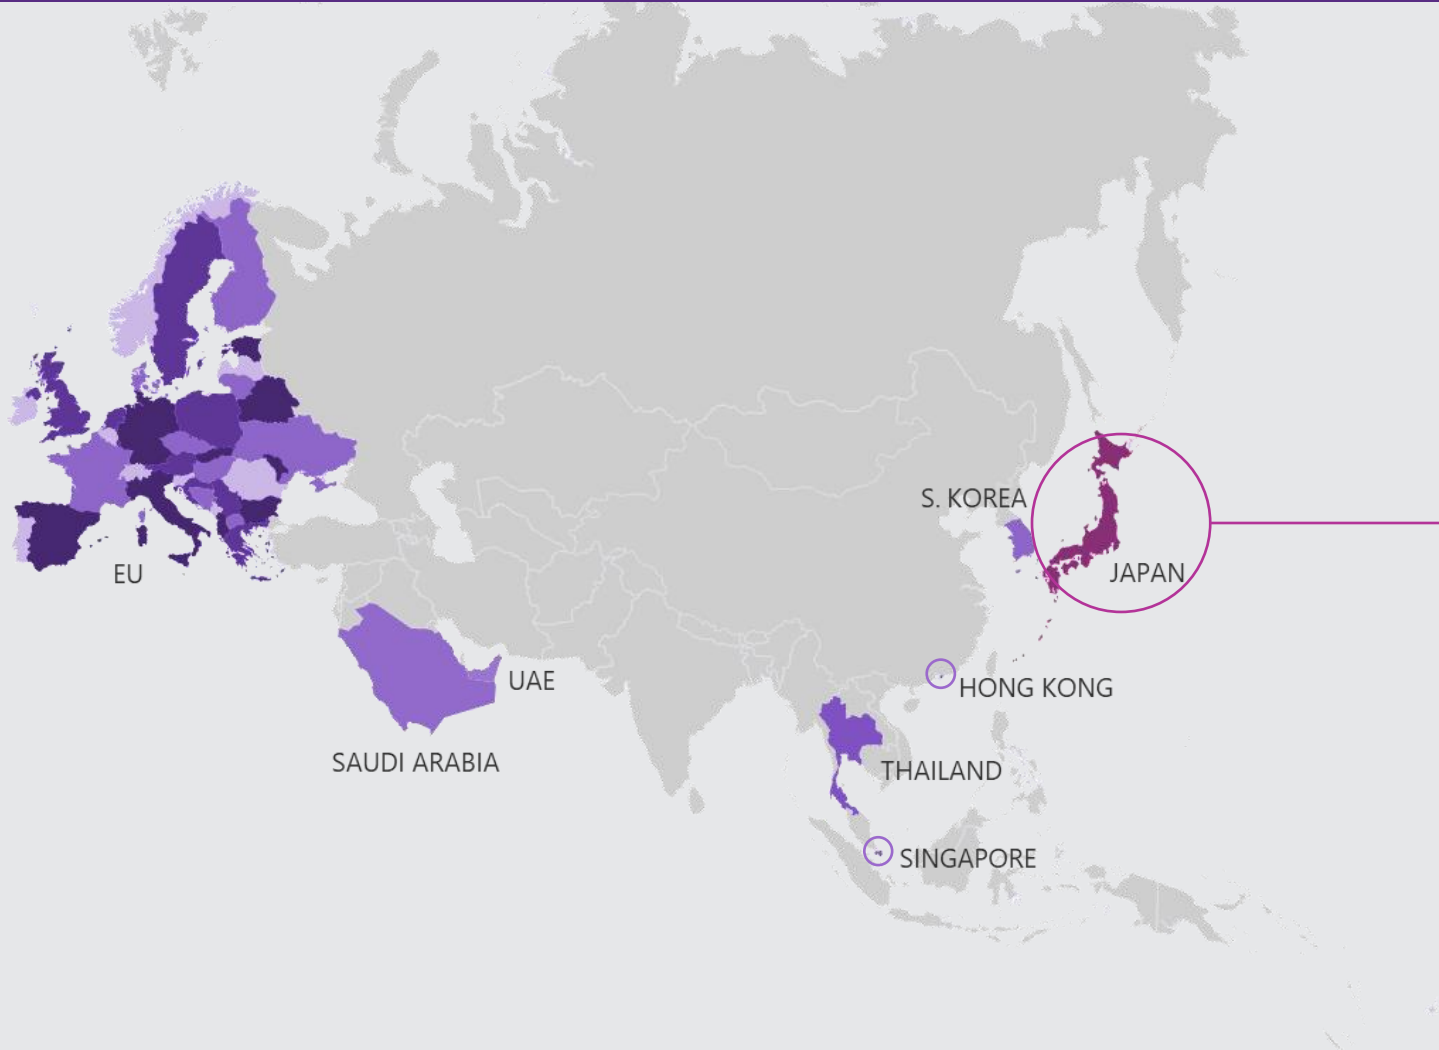 S. KOREA
JAPAN
EU
UAE
HONG KONG
SAUDI ARABIA
THAILAND
SINGAPORE